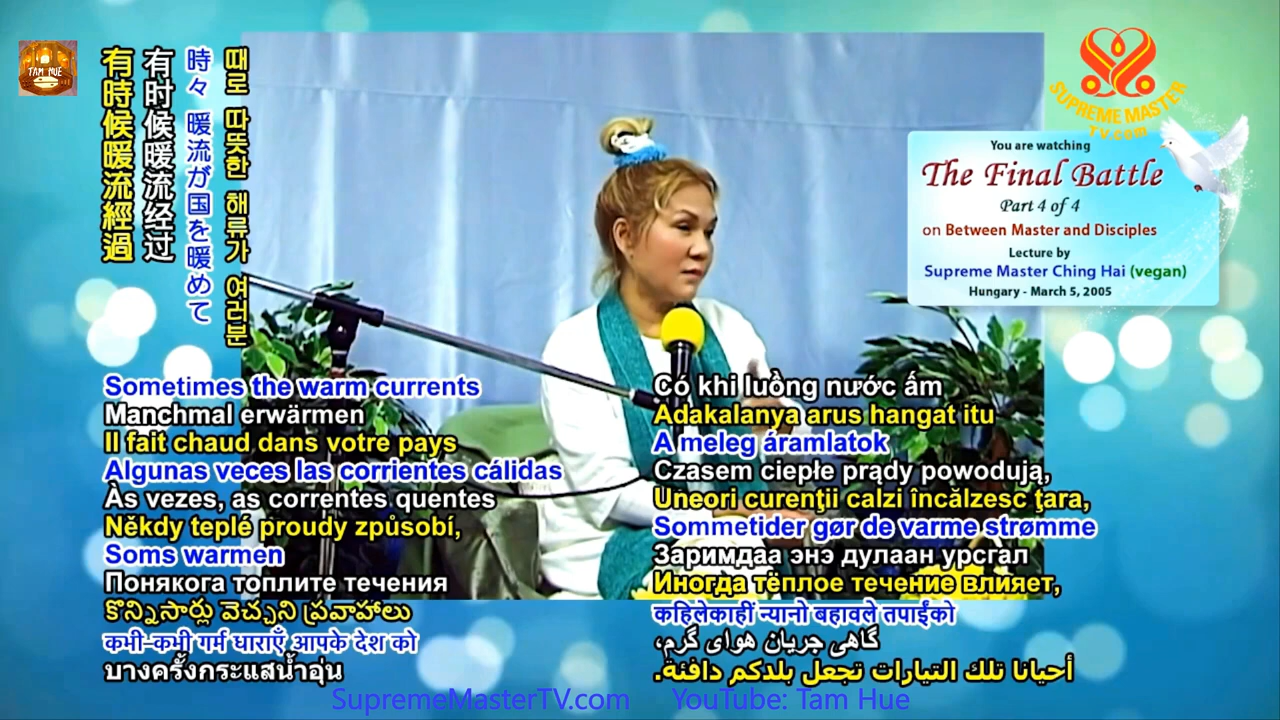 TAM HUE
有時候暖流經過
有时候暖流经过
時々 暖流が国を暖めて
때로 따뜻한 해류가 여러분
SUPREME MASTER
TV.com
You are watching
The Final Battle
Part 4 of 4
on Between Master and Disciples
Lecture by
Supreme Master Ching Hai (vegan)
Hungary - March 5, 2005
Sometimes the warm currents
Manchmal erwärmen
Il fait chaud dans votre pays
Algunas veces las corrientes cálidas
Às vezes, as correntes quentes
Někdy teplé proudy způsobí,
Soms warmen
Понякога топлите течения
కొన్నిసార్లు వెచ్చని ప్రవాహాలు
कभी-कभी गर्म धाराएँ आपके देश को
บางครั้งกระแสน้ำอุ่น
Có khi luồng nước ấm
Adakalanya arus hangat itu
A meleg áramlatok
Czasem ciepłe prądy powodują,
Uneori curenţii calzi încălzesc ţara,
Sommetider gør de varme strømme
Заримдаа энэ дулаан урсгал
Иногда тёплое течение влияет,
कहिलेकाहीं न्यानो बहावले तपाईंको
گاهی جریان هوای گرم،
أحيانا تلك التيارات تجعل بلدكم دافئة.
SupremeMasterTV.com YouTube: Tam Hue